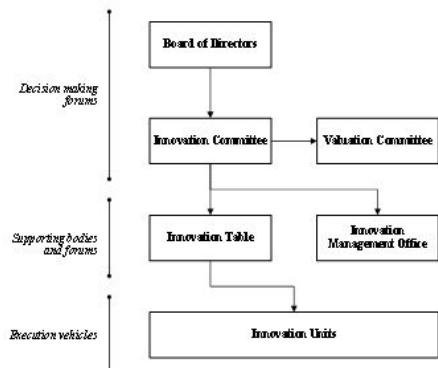 Board of Directors
Decision making
forums
Innovation Committee
Valuation Committee
Supporting bodies
and forums
Innovation Table
Innovation
Management Office
Execution vehicles
Innovation Units